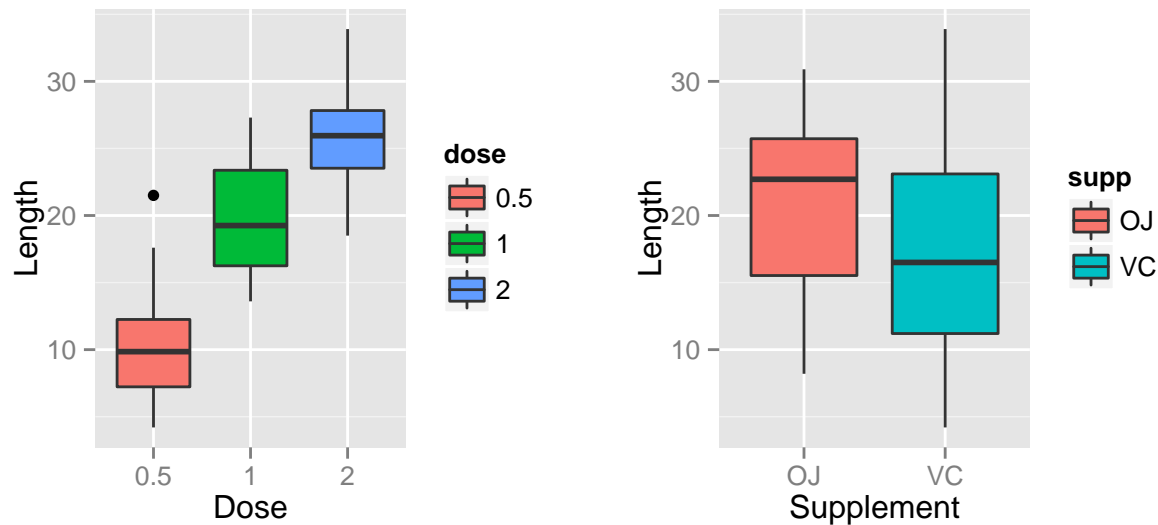 Length
30
20
10
0.5
1
2
Dose
dose
0.5
1
2
Length
30
20
10
OJ
VC
Supplement
supp
OJ
VC